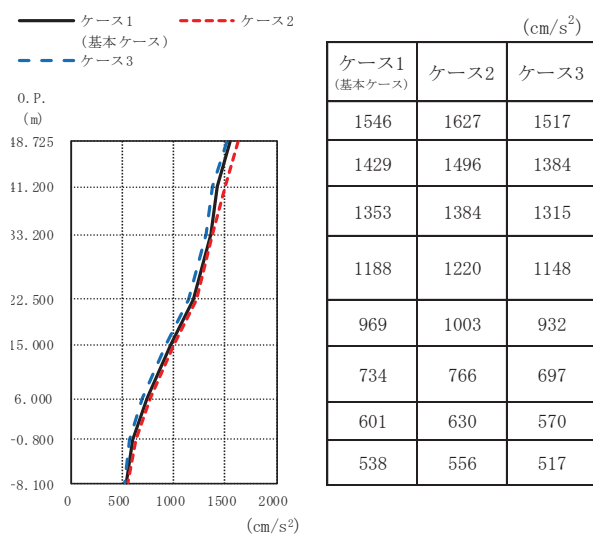 ケース1
(基本ケース)
ケース2
ケース3
O.P.
(m)
48.725
41.200
33.200
22.500
15.000
6.000
-0.800
-8.100
0 500 1000 1500 2000
(cm/s²)
(cm/s²)
ケース1
(基本ケース)
ケース2 ケース3
1546 1627 1517
1429 1496 1384
1353 1384 1315
1188 1220 1148
969 1003 932
734 766 697
601 630 570
538 556 517